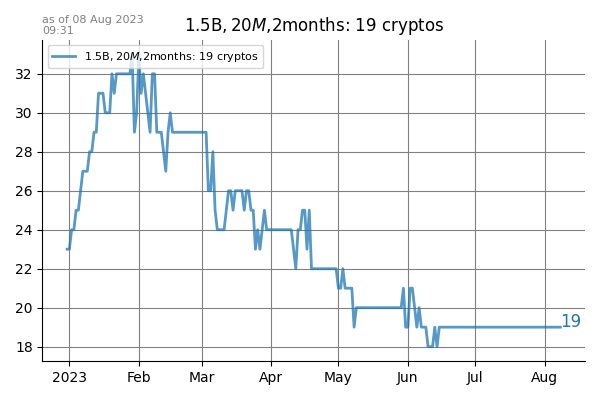 as of 08 Aug 2023
09:31
1.5B, 20M,2months: 19 cryptos
1.5B, 20M,2months: 19 cryptos
32
30
28
26
24
22
20
18
19
2023 Feb Mar Apr May Jun Jul Aug